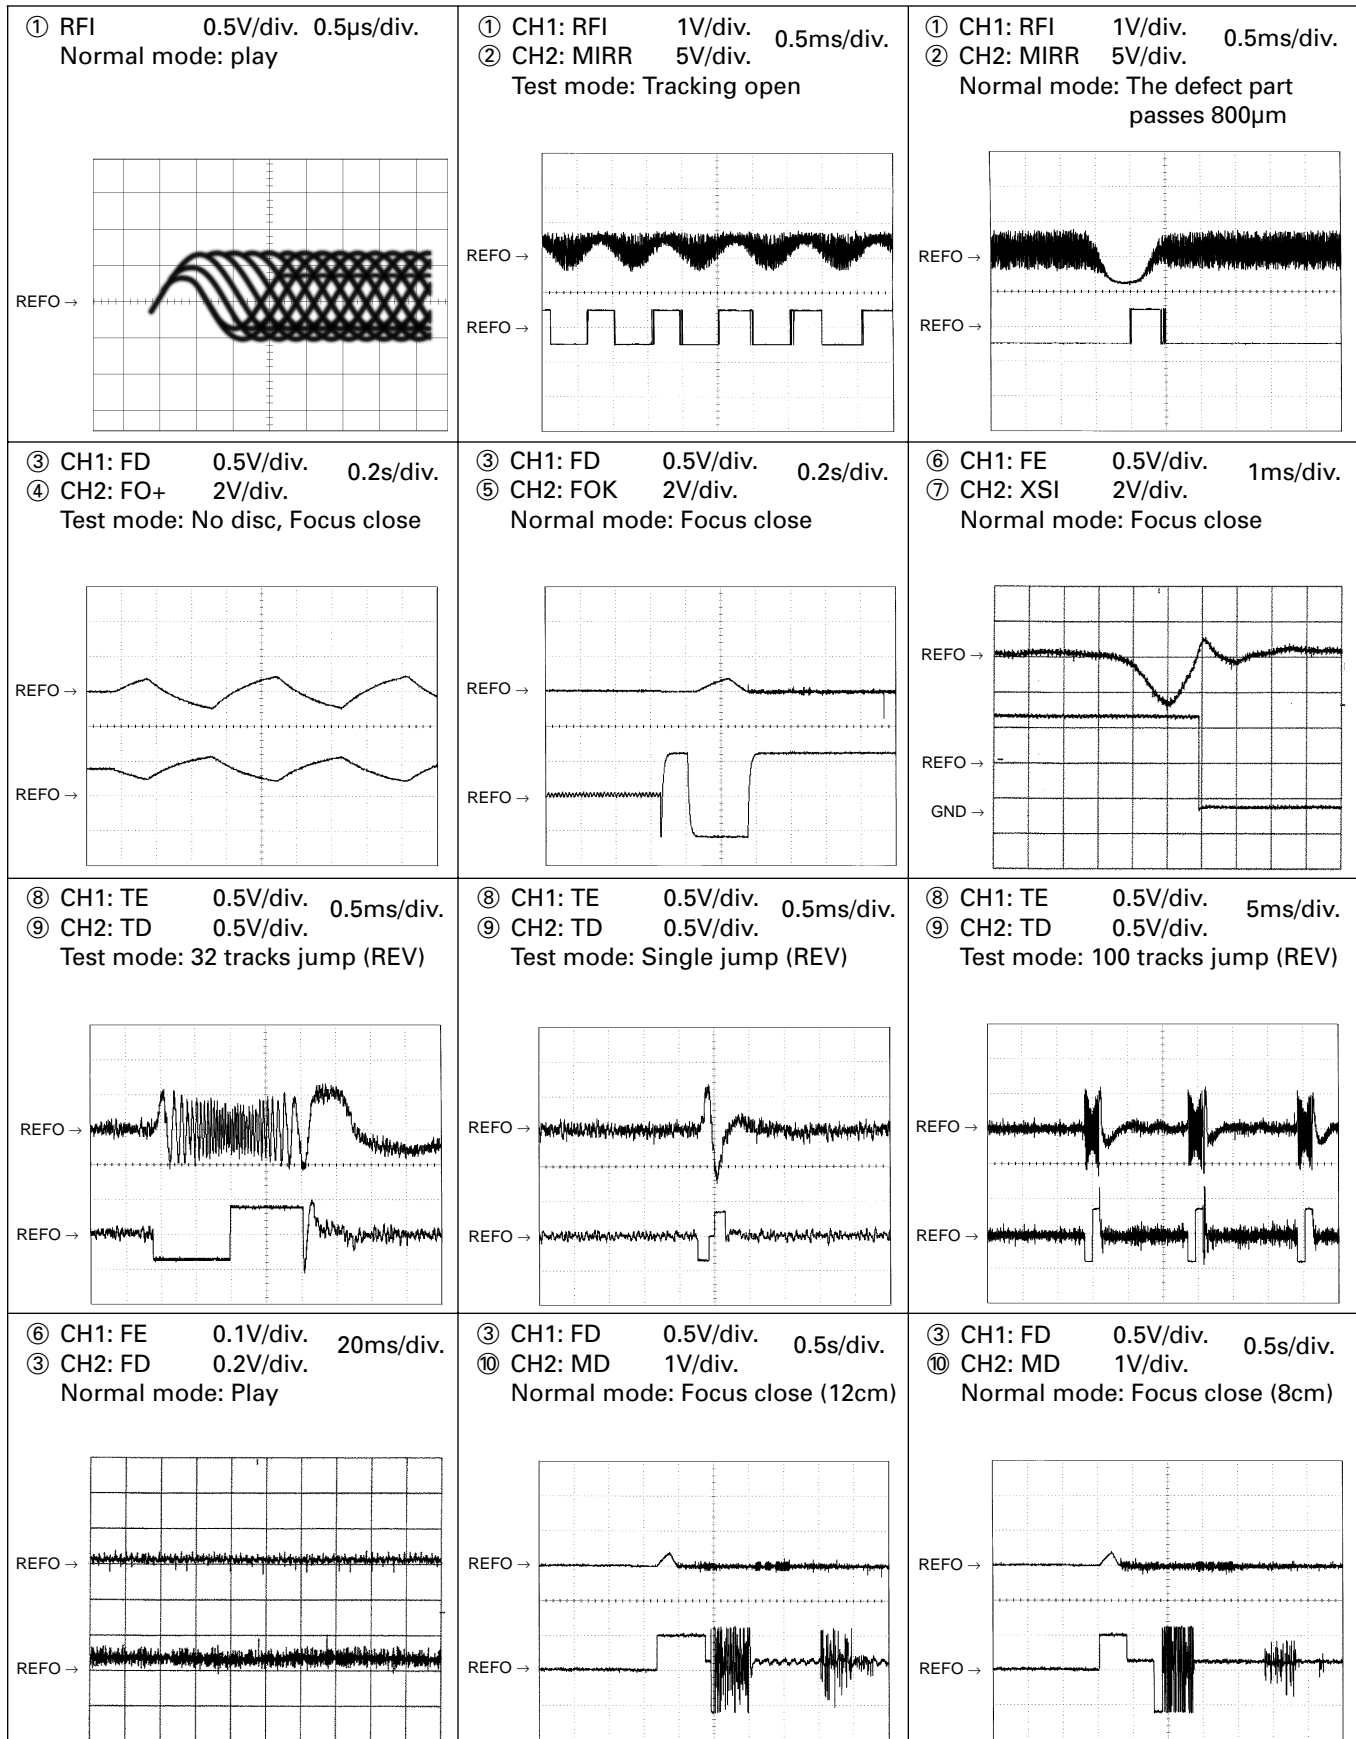 ① RFI 0.5V/div. 0.5µs/div.
Normal mode: play
REFO →
① CH1: RFI 1V/div. 0.5ms/div.
② CH2: MIRR 5V/div.
Test mode: Tracking open
REFO →
REFO →
① CH1: RFI 1V/div. 0.5ms/div.
② CH2: MIRR 5V/div.
Normal mode: The defect part
passes 800µm
REFO →
REFO →
③ CH1: FD 0.5V/div. 0.2s/div.
④ CH2: FO+ 2V/div.
Test mode: No disc, Focus close
REFO →
REFO →
③ CH1: FD 0.5V/div. 0.2s/div.
⑤ CH2: FOK 2V/div.
Normal mode: Focus close
REFO →
REFO →
⑥ CH1: FE 0.5V/div. 1ms/div.
⑦ CH2: XSI 2V/div.
Normal mode: Focus close
REFO →
REFO →
GND →
⑧ CH1: TE 0.5V/div. 0.5ms/div.
⑨ CH2: TD 0.5V/div.
Test mode: 32 tracks jump (REV)
REFO →
REFO →
⑧ CH1: TE 0.5V/div. 0.5ms/div.
⑨ CH2: TD 0.5V/div.
Test mode: Single jump (REV)
REFO →
REFO →
⑧ CH1: TE 0.5V/div. 5ms/div.
⑨ CH2: TD 0.5V/div.
Test mode: 100 tracks jump (REV)
REFO →
REFO →
⑥ CH1: FE 0.1V/div. 20ms/div.
③ CH2: FD 0.2V/div.
Normal mode: Play
REFO →
REFO →
③ CH1: FD 0.5V/div. 0.5s/div.
⑩ CH2: MD 1V/div.
Normal mode: Focus close (12cm)
REFO →
REFO →
③ CH1: FD 0.5V/div. 0.5s/div.
⑩ CH2: MD 1V/div.
Normal mode: Focus close (8cm)
REFO →
REFO →